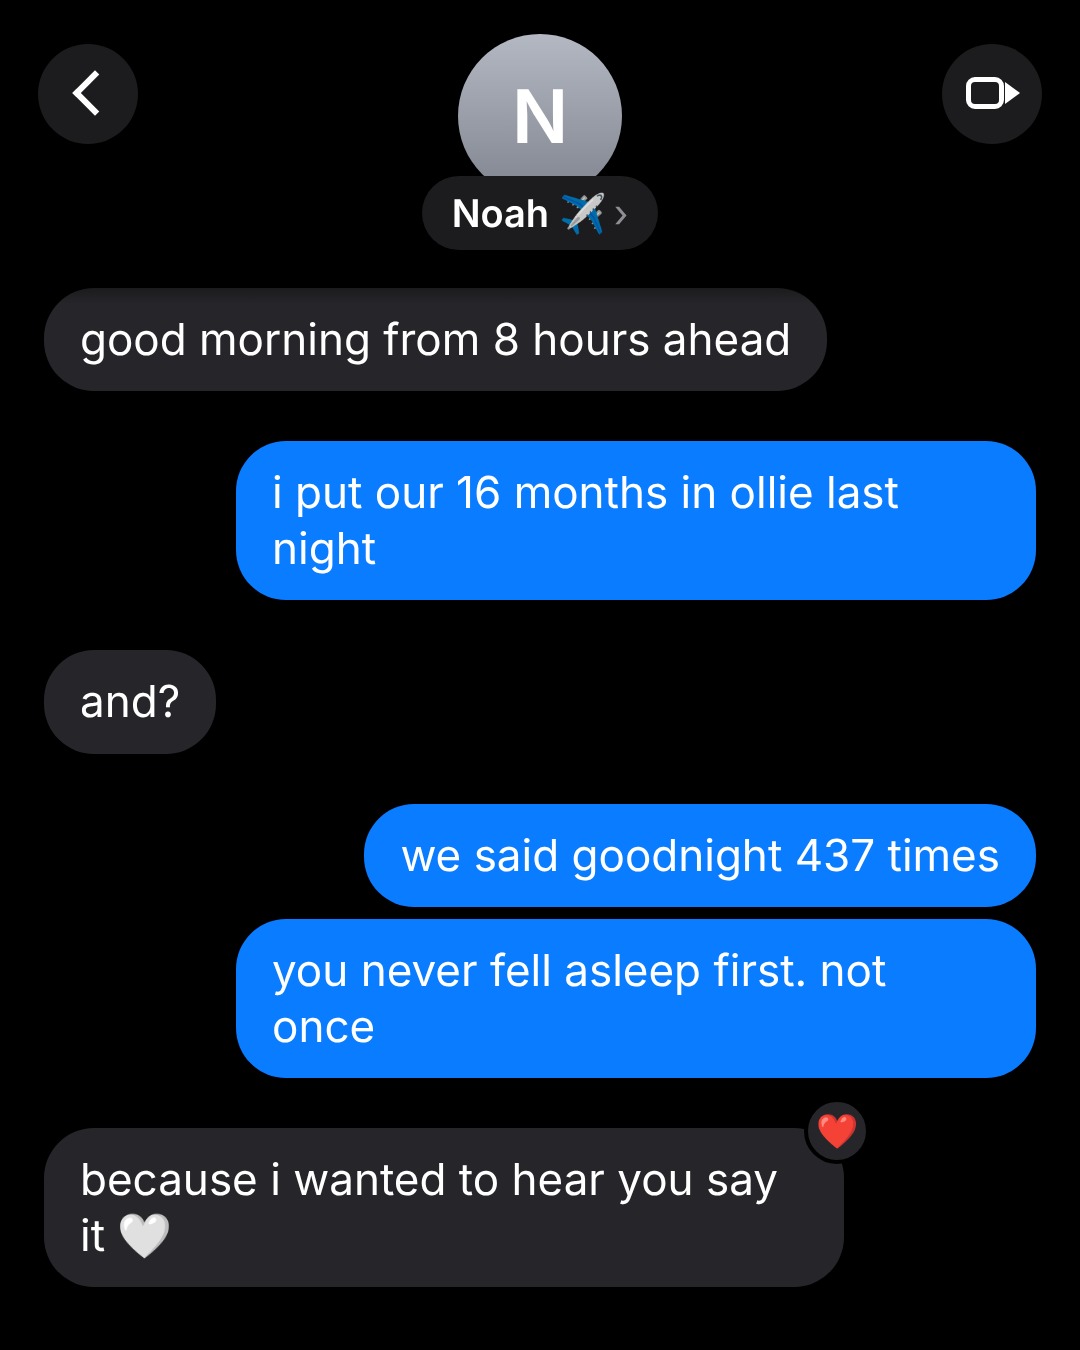 N
Noah ✈️ ›
good morning from 8 hours ahead
i put our 16 months in ollie last
night
and?
we said goodnight 437 times
you never fell asleep first. not
once
because i wanted to hear you say
it 🤍